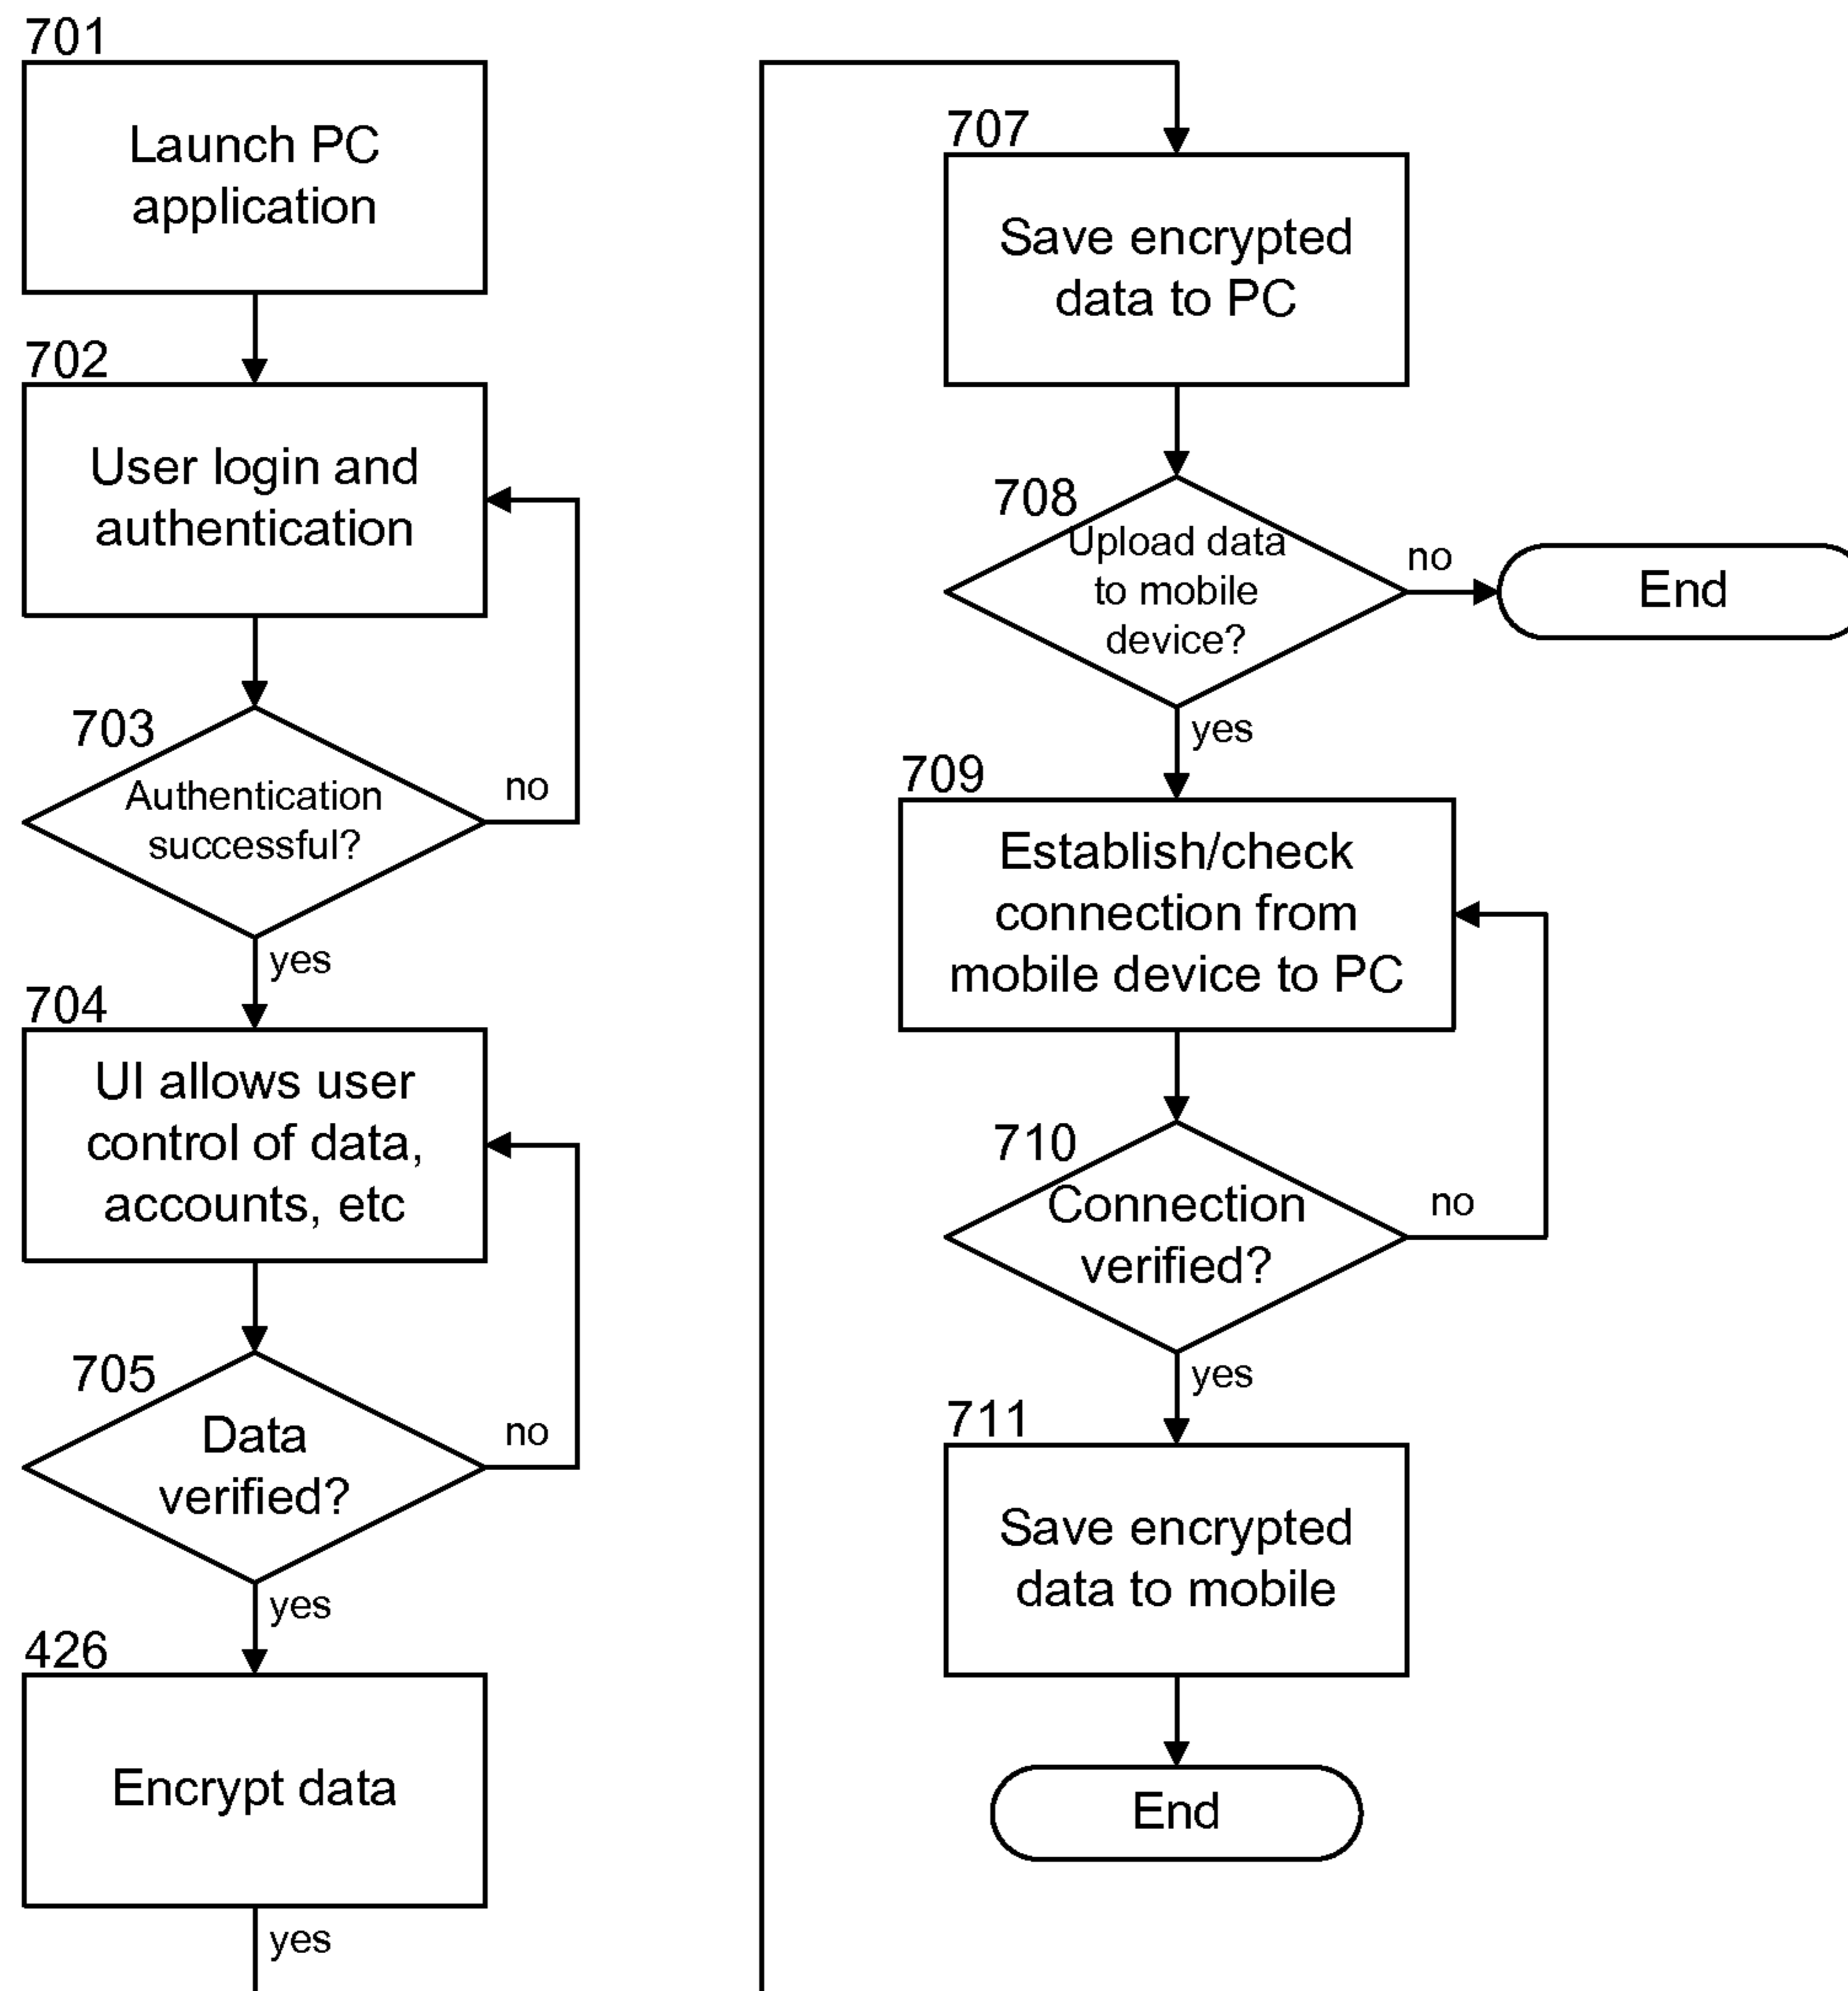 701
Launch PC
application
702
User login and
authentication
703
Authentication
successful?
no
yes
704
UI allows user
control of data,
accounts, etc
705
Data
verified?
no
yes
426
Encrypt data
yes
707
Save encrypted
data to PC
708
Upload data
to mobile
device?
no
End
yes
709
Establish/check
connection from
mobile device to PC
710
Connection
verified?
no
yes
711
Save encrypted
data to mobile
End